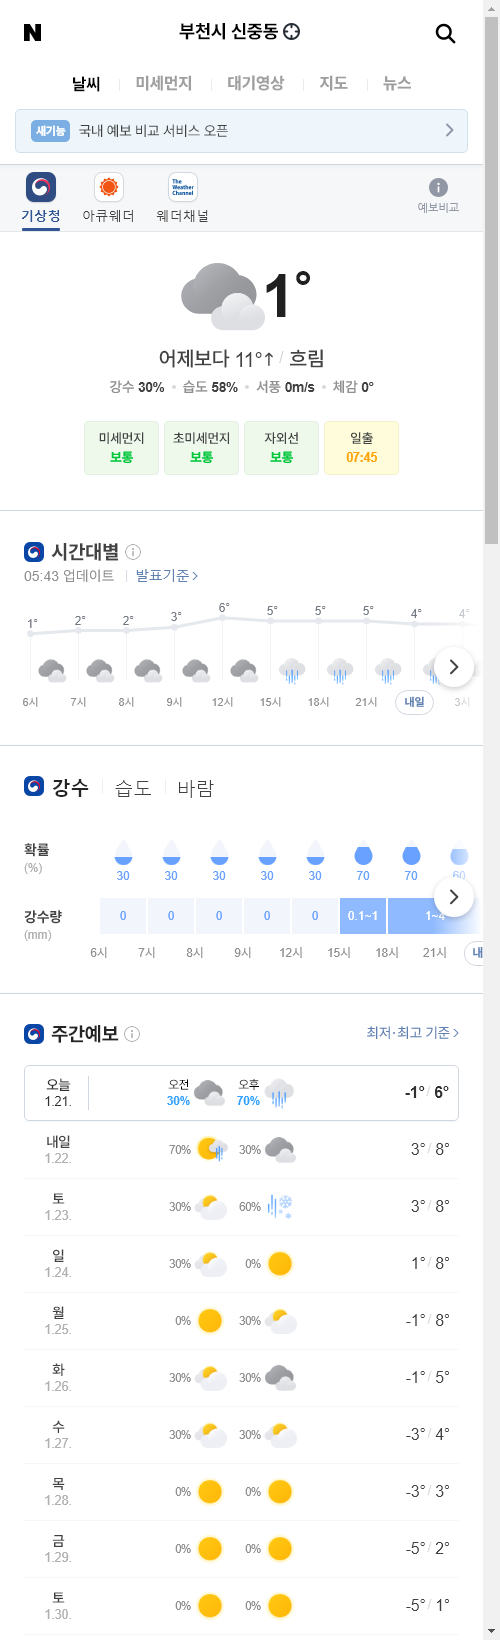 N 부천시 신중동
날씨 미세먼지 대기영상 지도 뉴스
새기능 국내 예보 비교 서비스 오픈
The Weather Channel
기상청 아큐웨더 웨더채널 예보비교
1°
어제보다 11°↑ / 흐림
강수 30% • 습도 58% • 서풍 0m/s • 체감 0°
미세먼지 초미세먼지 자외선 일출
보통 보통 보통 07:45
시간대별
05:43 업데이트 발표기준 >
1° 2° 2° 3° 6° 5° 5° 5° 4° 4°
6시 7시 8시 9시 12시 15시 18시 21시 내일 3시
강수 습도 바람
확률
(%)
30 30 30 30 30 70 70 60
강수량
(mm)
0 0 0 0 0 0.1~1 1~4
6시 7시 8시 9시 12시 15시 18시 21시
주간예보 최저·최고 기준 >
오늘 1.21. 오전 30% 오후 70% -1° / 6°
내일 1.22. 70% 30% 3° / 8°
토 1.23. 30% 60% 3° / 8°
일 1.24. 30% 0% 1° / 8°
월 1.25. 0% 30% -1° / 8°
화 1.26. 30% 30% -1° / 5°
수 1.27. 30% 30% -3° / 4°
목 1.28. 0% 0% -3° / 3°
금 1.29. 0% 0% -5° / 2°
토 1.30. 0% 0% -5° / 1°